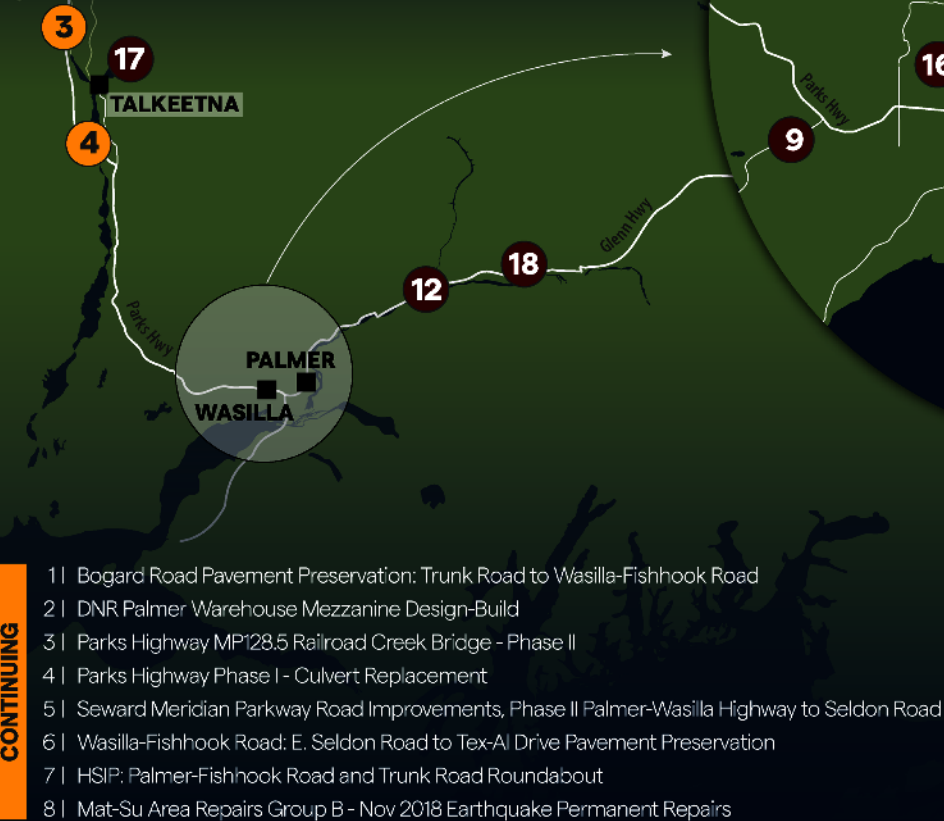 3
17
TALKEETNA
4
Parks Hwy
16
9
Glenn Hwy
18
12
Parks Hwy
PALMER
WASILLA
CONTINUING
1| Bogard Road Pavement Preservation: Trunk Road to Wasilla-Fishhook Road
2| DNR Palmer Warehouse Mezzanine Design-Build
3| Parks Highway MP128.5 Railroad Creek Bridge - Phase II
4| Parks Highway Phase I - Culvert Replacement
5| Seward Meridian Parkway Road Improvements, Phase II Palmer-Wasilla Highway to Seldon Road
6| Wasilla-Fishhook Road: E. Seldon Road to Tex-Al Drive Pavement Preservation
7| HSIP: Palmer-Fishhook Road and Trunk Road Roundabout
8| Mat-Su Area Repairs Group B - Nov 2018 Earthquake Permanent Repairs